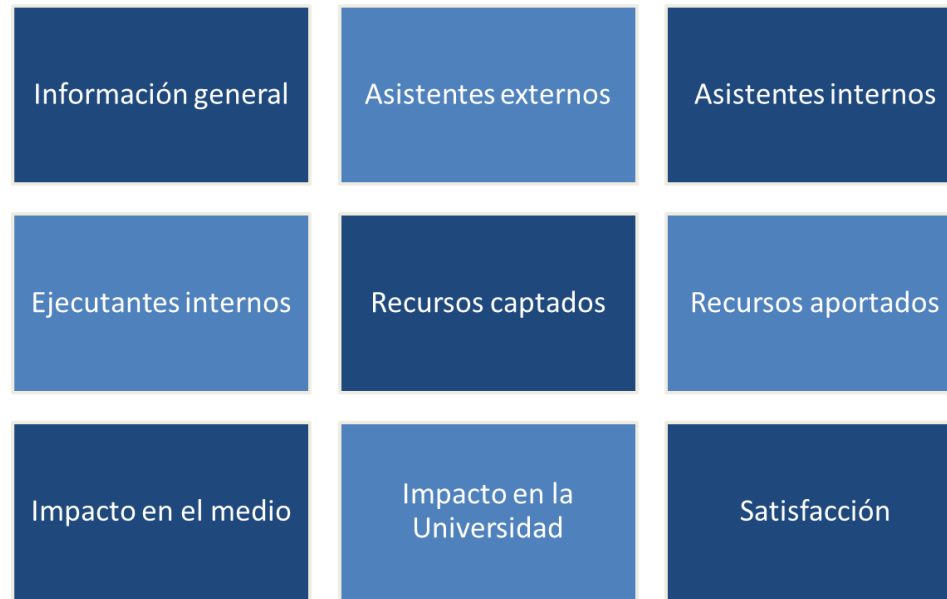 Información general
Asistentes externos
Asistentes internos
Ejecutantes internos
Recursos captados
Recursos aportados
Impacto en el medio
Impacto en la
Universidad
Satisfacción